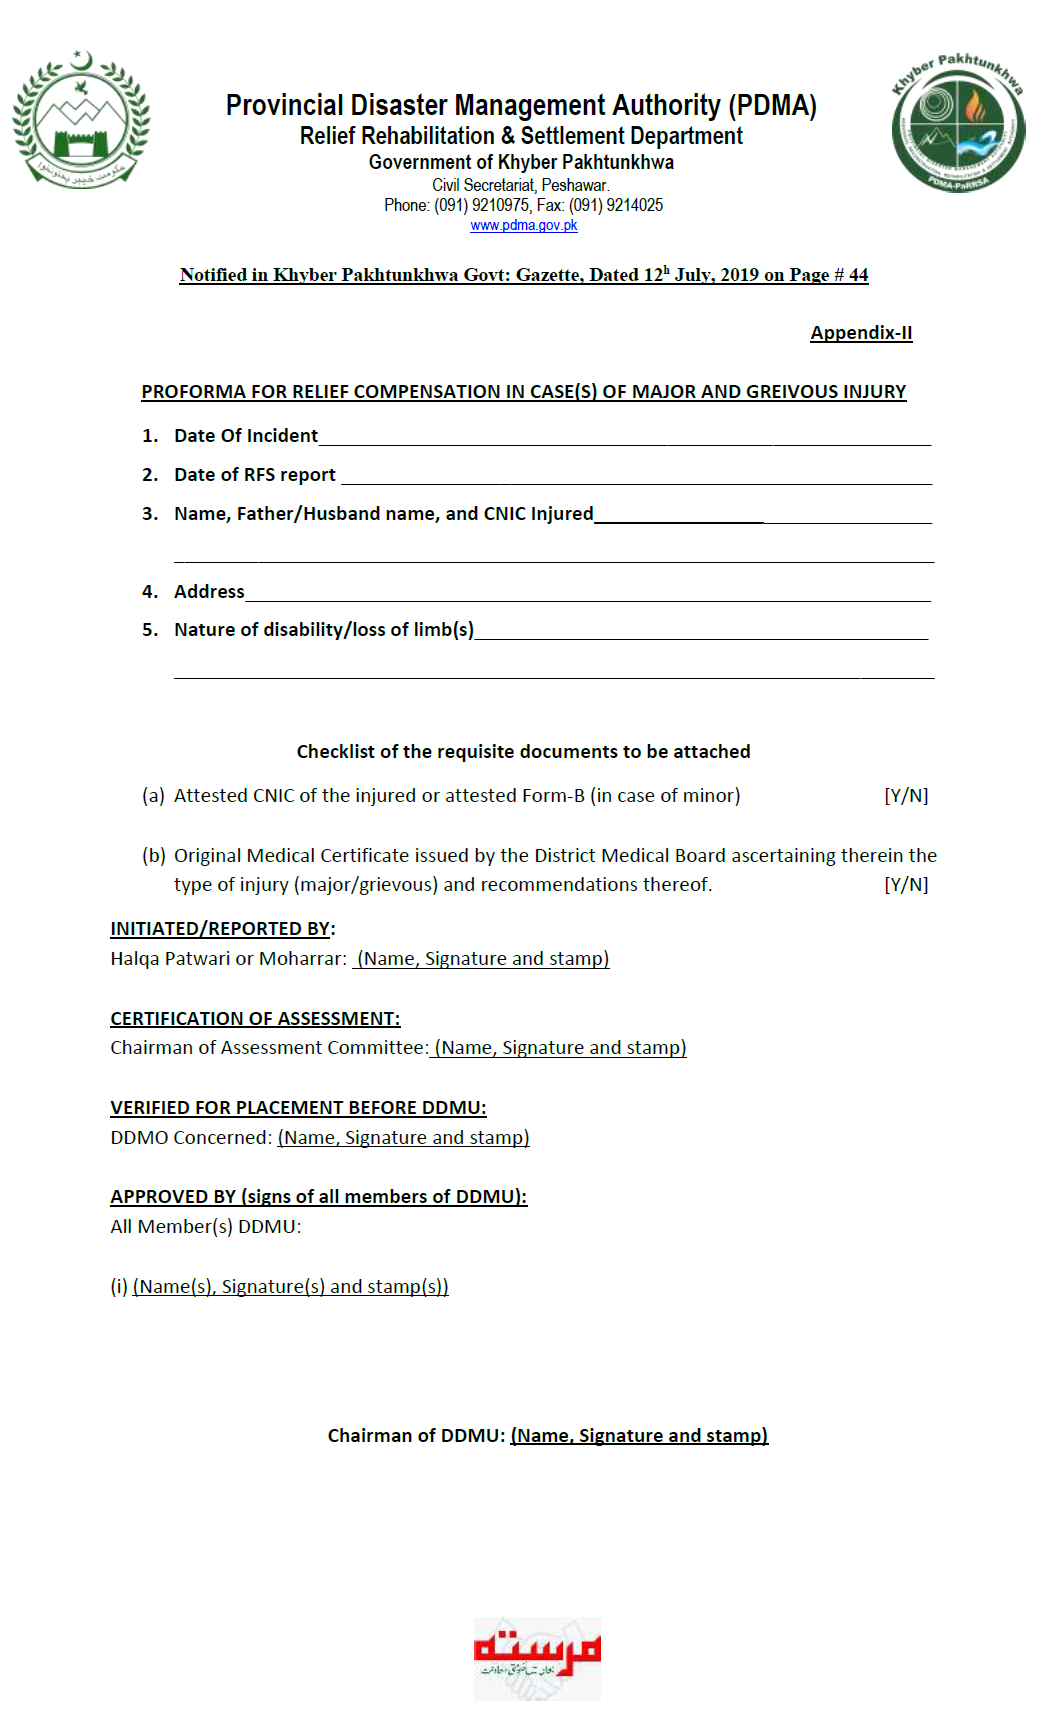 Khyber Pakhtunkhwa
Provincial Disaster Management Authority (PDMA)
Relief Rehabilitation & Settlement Department
Government of Khyber Pakhtunkhwa
Civil Secretariat, Peshawar.
Phone: (091) 9210975, Fax: (091) 9214025
www.pdma.gov.pk
حکومت خیبر پختونخوا
PDMA-PaRRSA
Notified in Khyber Pakhtunkhwa Govt: Gazette, Dated 12h July, 2019 on Page # 44
Appendix-II
PROFORMA FOR RELIEF COMPENSATION IN CASE(S) OF MAJOR AND GREIVOUS INJURY
1. Date Of Incident
2. Date of RFS report
3. Name, Father/Husband name, and CNIC Injured
4. Address
5. Nature of disability/loss of limb(s)
Checklist of the requisite documents to be attached
(a) Attested CNIC of the injured or attested Form-B (in case of minor) [Y/N]
(b) Original Medical Certificate issued by the District Medical Board ascertaining therein the
type of injury (major/grievous) and recommendations thereof. [Y/N]
INITIATED/REPORTED BY:
Halqa Patwari or Moharrar: (Name, Signature and stamp)
CERTIFICATION OF ASSESSMENT:
Chairman of Assessment Committee: (Name, Signature and stamp)
VERIFIED FOR PLACEMENT BEFORE DDMU:
DDMO Concerned: (Name, Signature and stamp)
APPROVED BY (signs of all members of DDMU):
All Member(s) DDMU:
(i) (Name(s), Signature(s) and stamp(s))
Chairman of DDMU: (Name, Signature and stamp)
مرسته